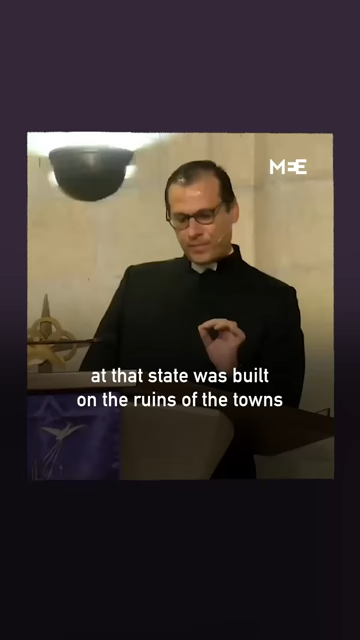 MEE
at that state was built
on the ruins of the towns